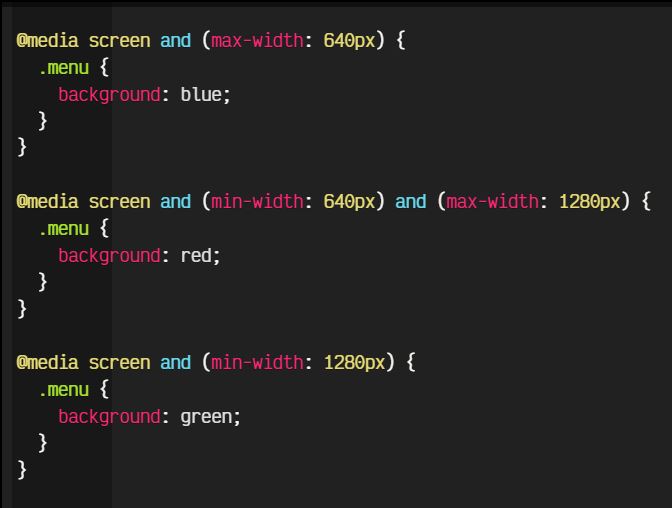 @media screen and (max-width: 640px) {
  .menu {
    background: blue;
  }
}

@media screen and (min-width: 640px) and (max-width: 1280px) {
  .menu {
    background: red;
  }
}

@media screen and (min-width: 1280px) {
  .menu {
    background: green;
  }
}